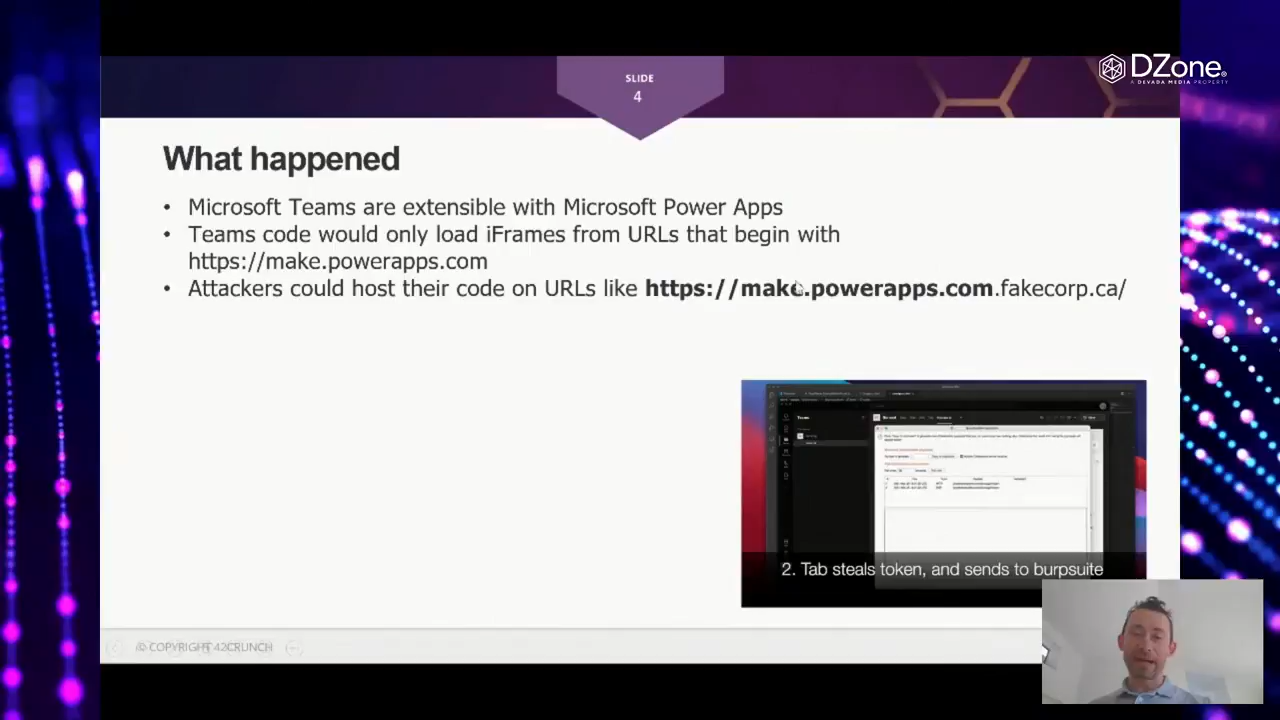 SLIDE
4
DZone
A DEVADA MEDIA PROPERTY
What happened
• Microsoft Teams are extensible with Microsoft Power Apps
• Teams code would only load iFrames from URLs that begin with
https://make.powerapps.com
• Attackers could host their code on URLs like https://make.powerapps.com.fakecorp.ca/
2. Tab steals token, and sends to burpsuite
© COPYRIGHT 42CRUNCH